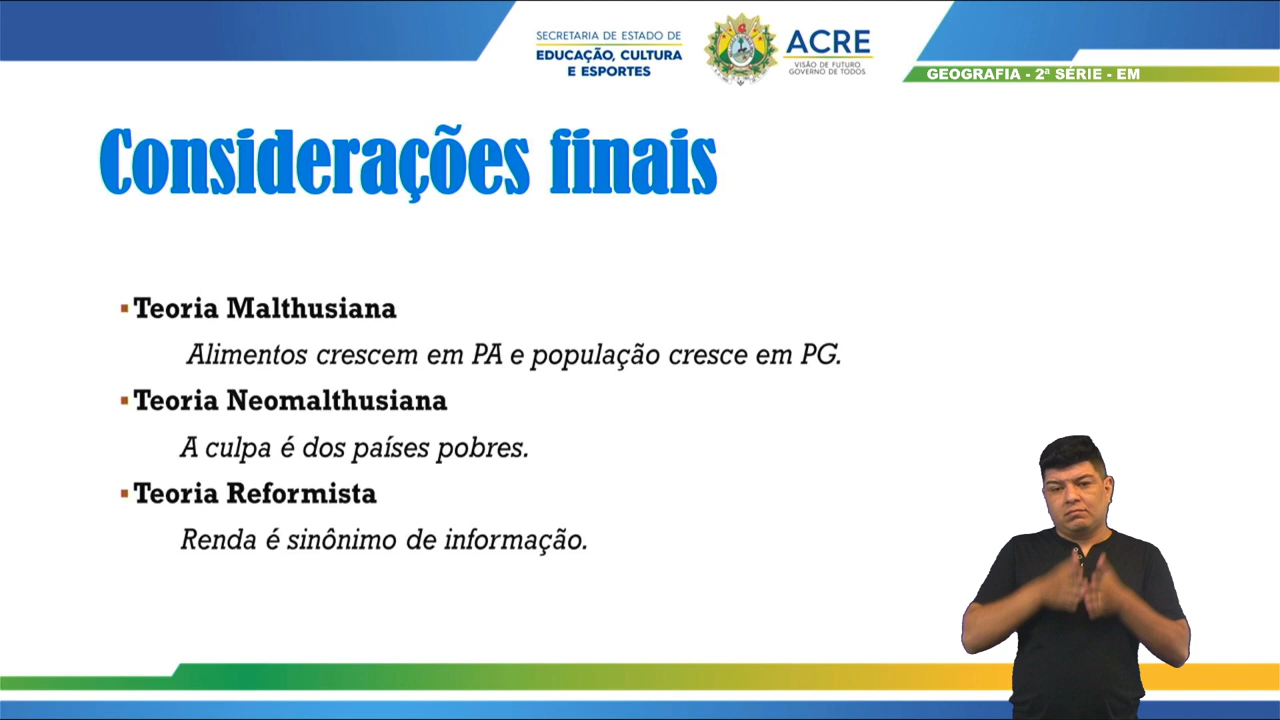 SECRETARIA DE ESTADO DE
EDUCAÇÃO, CULTURA
E ESPORTES
ACRE
VISÃO DE FUTURO
GOVERNO DE TODOS
GEOGRAFIA - 2ª SÉRIE - EM
Considerações finais
▪Teoria Malthusiana
Alimentos crescem em PA e população cresce em PG.
▪Teoria Neomalthusiana
A culpa é dos países pobres.
▪Teoria Reformista
Renda é sinônimo de informação.